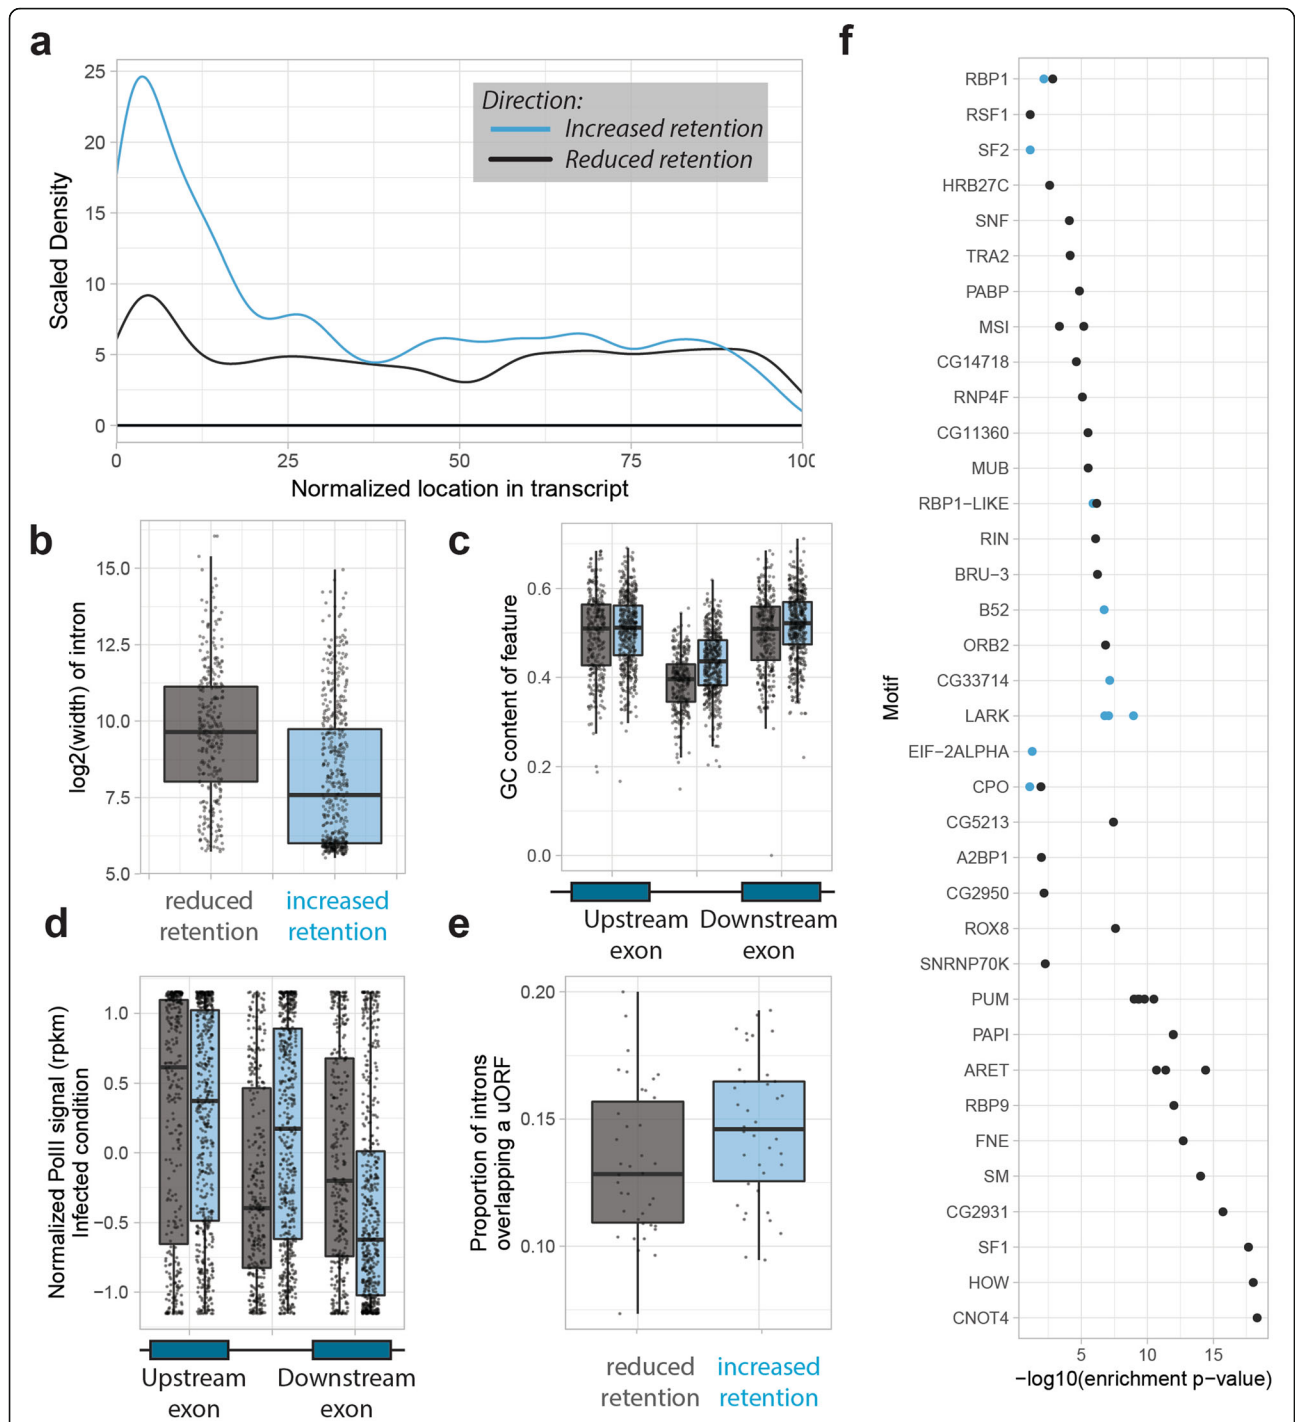 a
25
20
15
10
5
0
Scaled Density
Direction:
Increased retention
Reduced retention
0 25 50 75 100
Normalized location in transcript
b
15.0
12.5
10.0
7.5
5.0
log2(width) of intron
reduced
retention
increased
retention
c
0.6
0.4
0.2
0.0
GC content of feature
Upstream
exon
Downstream
exon
d
1.0
0.5
0.0
−0.5
−1.0
Normalized PolII signal (rpkm)
Infected condition
Upstream
exon
Downstream
exon
e
0.20
0.15
0.10
Proportion of introns
overlapping a uORF
reduced
retention
increased
retention
f
Motif
RBP1
RSF1
SF2
HRB27C
SNF
TRA2
PABP
MSI
CG14718
RNP4F
CG11360
MUB
RBP1−LIKE
RIN
BRU−3
B52
ORB2
CG33714
LARK
EIF−2ALPHA
CPO
CG5213
A2BP1
CG2950
ROX8
SNRNP70K
PUM
PAPI
ARET
RBP9
FNE
SM
CG2931
SF1
HOW
CNOT4
5 10 15
−log10(enrichment p−value)